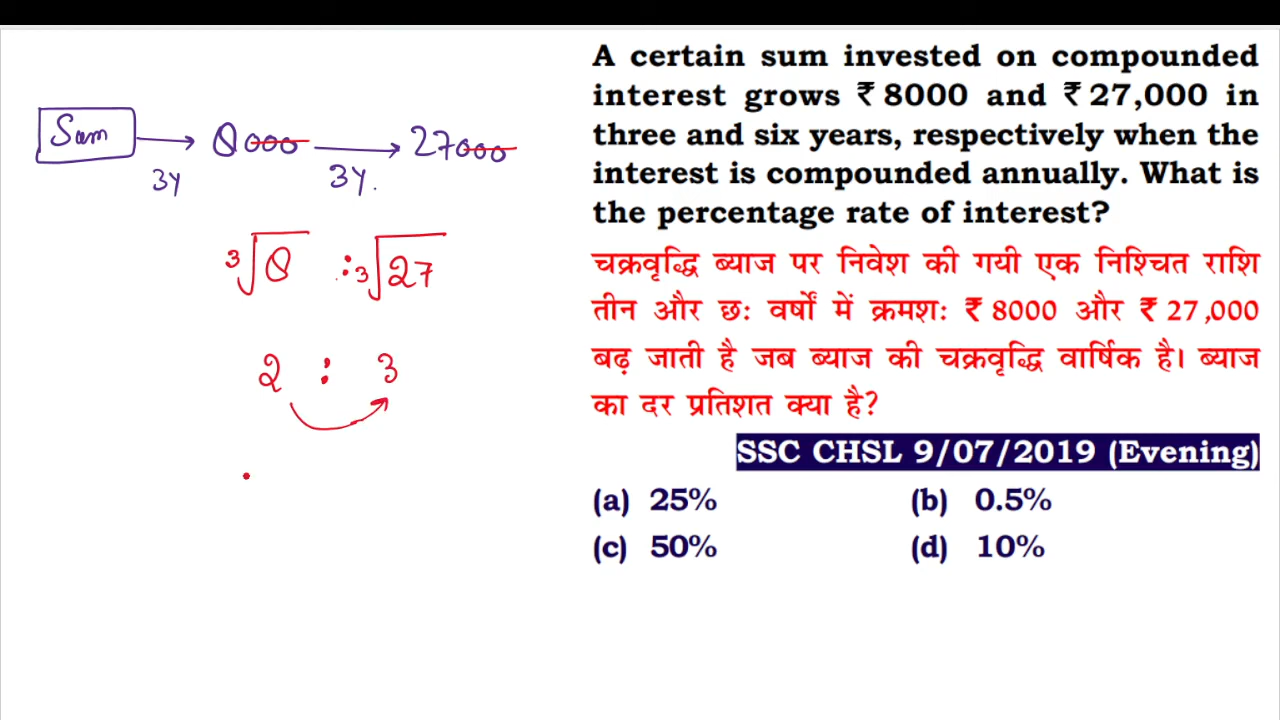 Sum → 8000 → 27000
3Y 3Y.
∛8 : ∛27
2 : 3
A certain sum invested on compounded
interest grows ₹ 8000 and ₹ 27,000 in
three and six years, respectively when the
interest is compounded annually. What is
the percentage rate of interest?
चक्रवृद्धि ब्याज पर निवेश की गयी एक निश्चित राशि
तीन और छः वर्षों में क्रमशः ₹ 8000 और ₹ 27,000
बढ़ जाती है जब ब्याज की चक्रवृद्धि वार्षिक है। ब्याज
का दर प्रतिशत क्या है?
SSC CHSL 9/07/2019 (Evening)
(a) 25% (b) 0.5%
(c) 50% (d) 10%